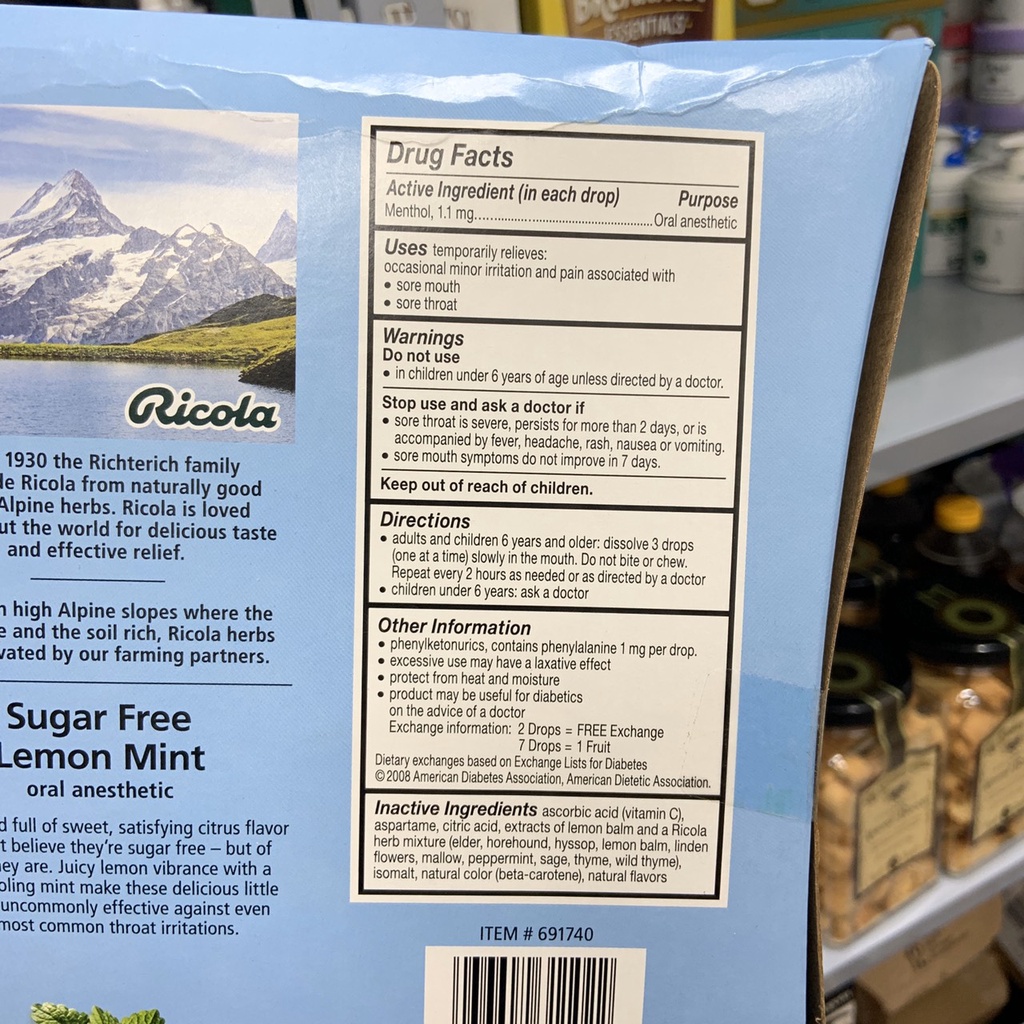 ESSENTIALS
Ricola
1930 the Richterich family
Ricola from naturally good
Alpine herbs. Ricola is loved
the world for delicious taste
and effective relief.
high Alpine slopes where the
and the soil rich, Ricola herbs
by our farming partners.
Sugar Free
Lemon Mint
oral anesthetic
full of sweet, satisfying citrus flavor
believe they're sugar free – but of
are. Juicy lemon vibrance with a
mint make these delicious little
uncommonly effective against even
most common throat irritations.
Drug Facts
Active Ingredient (in each drop) Purpose
Menthol, 1.1 mg.....................................................Oral anesthetic
Uses temporarily relieves:
occasional minor irritation and pain associated with
• sore mouth
• sore throat
Warnings
Do not use
• in children under 6 years of age unless directed by a doctor.
Stop use and ask a doctor if
• sore throat is severe, persists for more than 2 days, or is
accompanied by fever, headache, rash, nausea or vomiting.
• sore mouth symptoms do not improve in 7 days.
Keep out of reach of children.
Directions
• adults and children 6 years and older: dissolve 3 drops
(one at a time) slowly in the mouth. Do not bite or chew.
Repeat every 2 hours as needed or as directed by a doctor
• children under 6 years: ask a doctor
Other Information
• phenylketonurics, contains phenylalanine 1 mg per drop.
• excessive use may have a laxative effect
• protect from heat and moisture
• product may be useful for diabetics
on the advice of a doctor
Exchange information: 2 Drops = FREE Exchange
7 Drops = 1 Fruit
Dietary exchanges based on Exchange Lists for Diabetes
© 2008 American Diabetes Association, American Dietetic Association.
Inactive Ingredients ascorbic acid (vitamin C),
aspartame, citric acid, extracts of lemon balm and a Ricola
herb mixture (elder, horehound, hyssop, lemon balm, linden
flowers, mallow, peppermint, sage, thyme, wild thyme),
isomalt, natural color (beta-carotene), natural flavors
ITEM # 691740